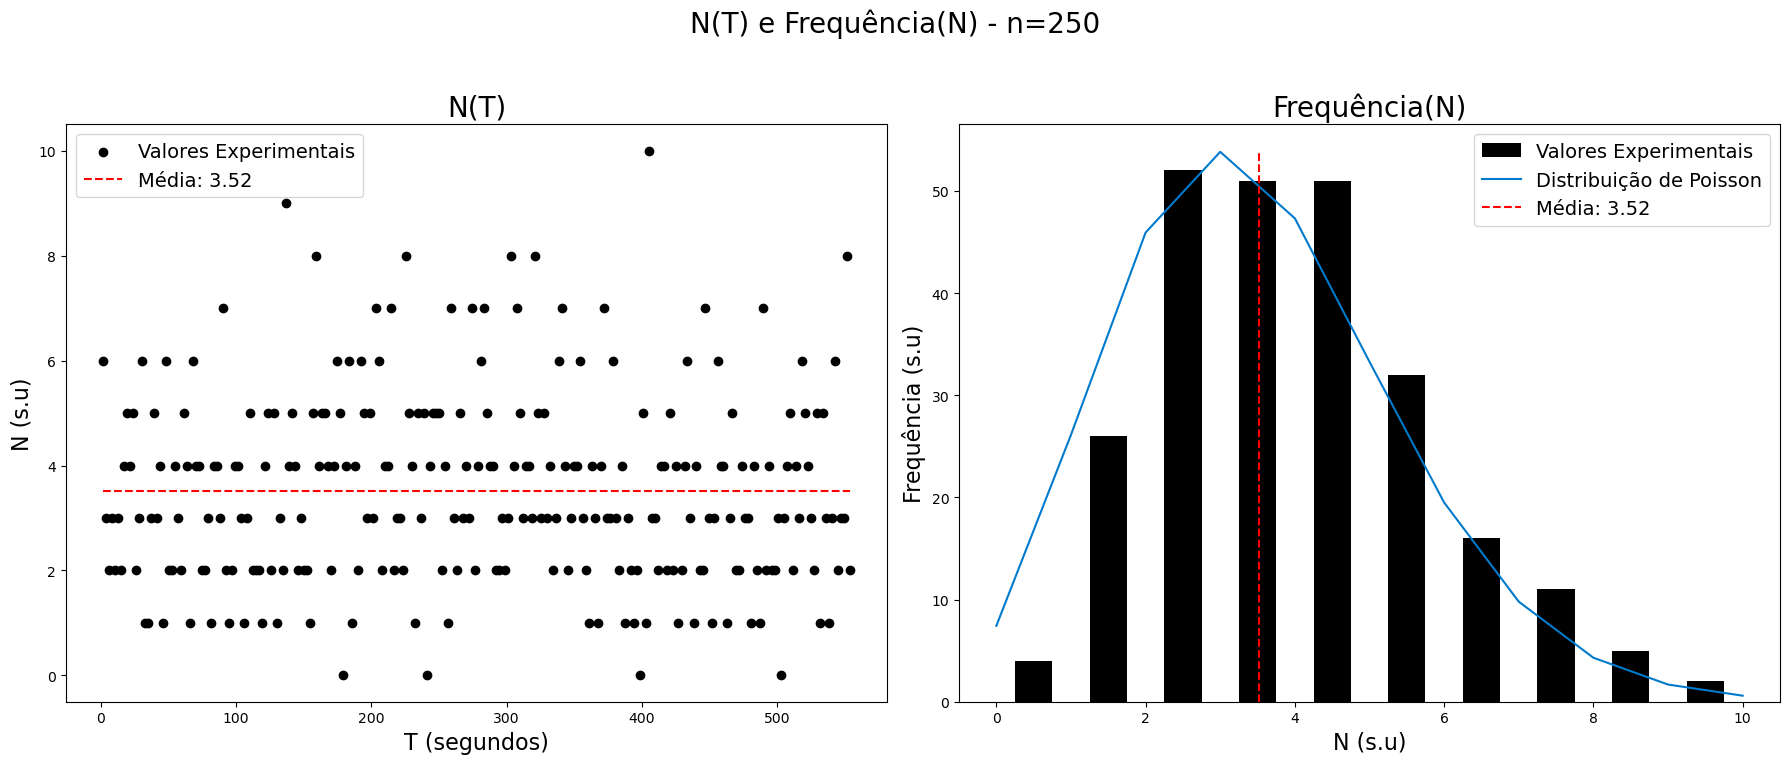 N(T) e Frequência(N) - n=250
N(T)
Valores Experimentais
Média: 3.52
N (s.u)
10
8
6
4
2
0
0 100 200 300 400 500
T (segundos)
Frequência(N)
Valores Experimentais
Distribuição de Poisson
Média: 3.52
Frequência (s.u)
50
40
30
20
10
0
0 2 4 6 8 10
N (s.u)